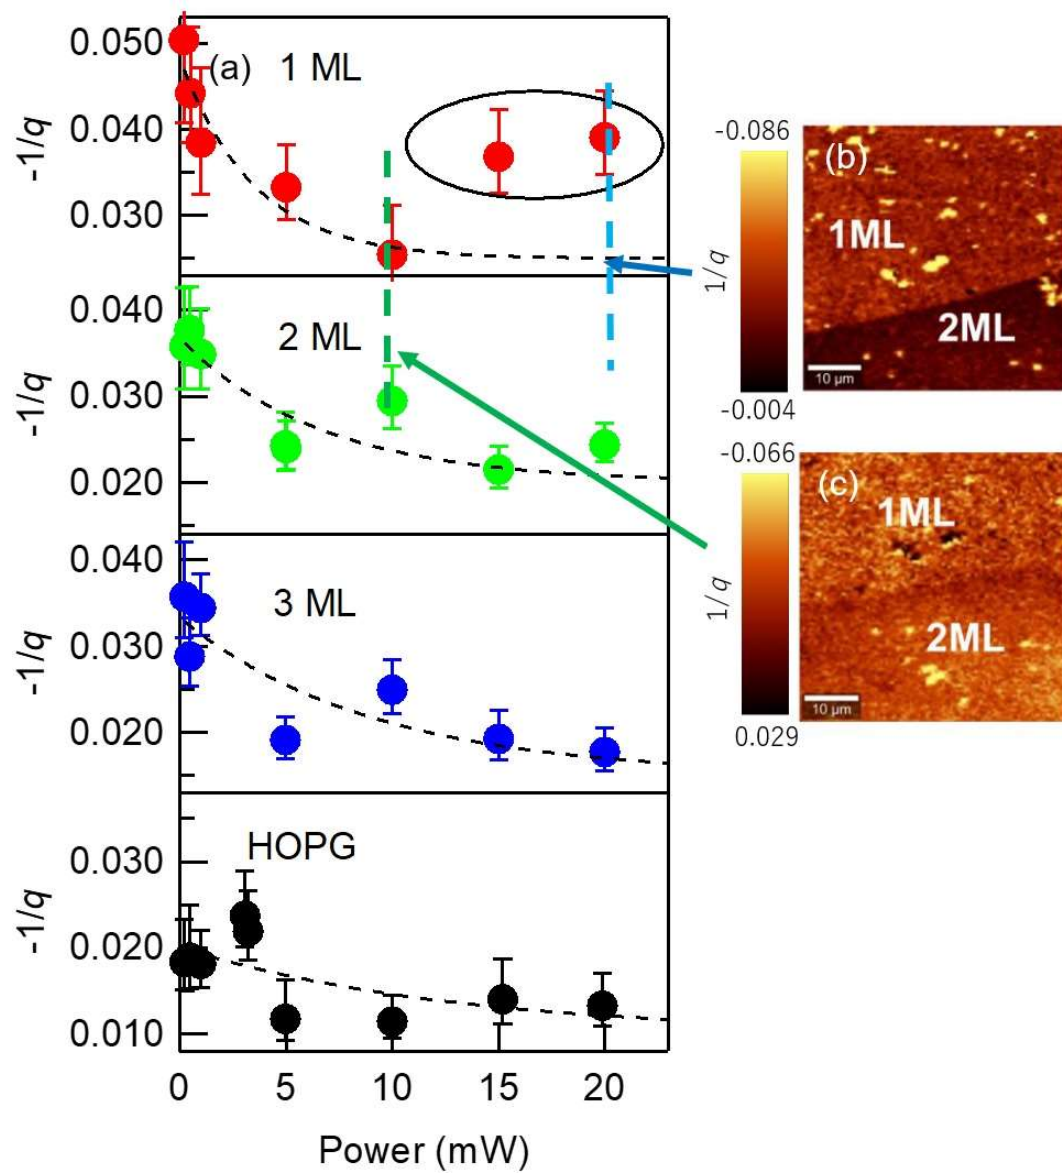 (a)
1 ML
0.050
0.040
0.030
-1/q
2 ML
0.040
0.030
0.020
-1/q
3 ML
0.040
0.030
0.020
-1/q
HOPG
0.030
0.020
0.010
-1/q
0 5 10 15 20
Power (mW)
-0.086
1/q
-0.004
(b)
1ML
2ML
10 µm
-0.066
1/q
0.029
(c)
1ML
2ML
10 µm